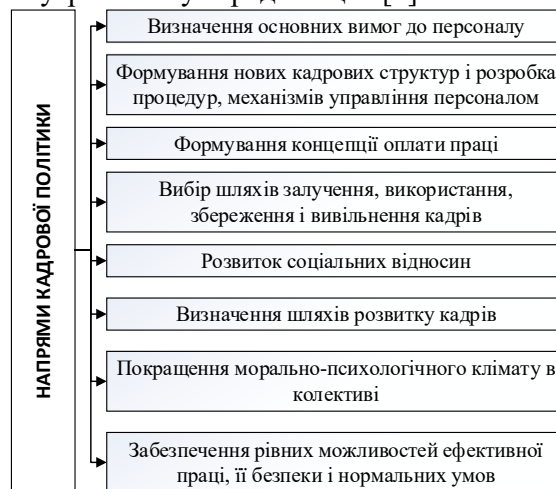 НАПРЯМИ КАДРОВОЇ ПОЛІТИКИ
Визначення основних вимог до персоналу
Формування нових кадрових структур і розробка
процедур, механізмів управління персоналом
Формування концепції оплати праці
Вибір шляхів залучення, використання,
збереження і вивільнення кадрів
Розвиток соціальних відносин
Визначення шляхів розвитку кадрів
Покращення морально-психологічного клімату в
колективі
Забезпечення рівних можливостей ефективної
праці, її безпеки і нормальних умов